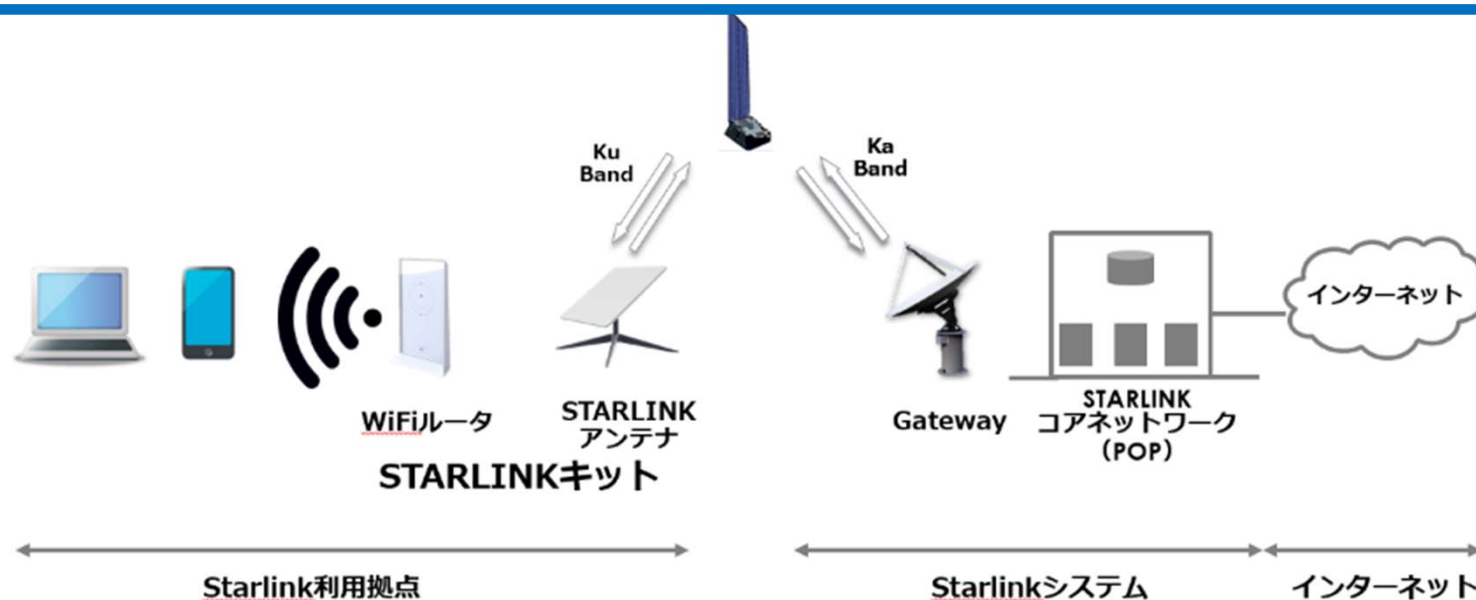 Ku
Band
Ka
Band
インターネット
WiFiルータ
STARLINK
アンテナ
STARLINKキット
Gateway
STARLINK
コアネットワーク
（POP）
Starlink利用拠点
Starlinkシステム
インターネット